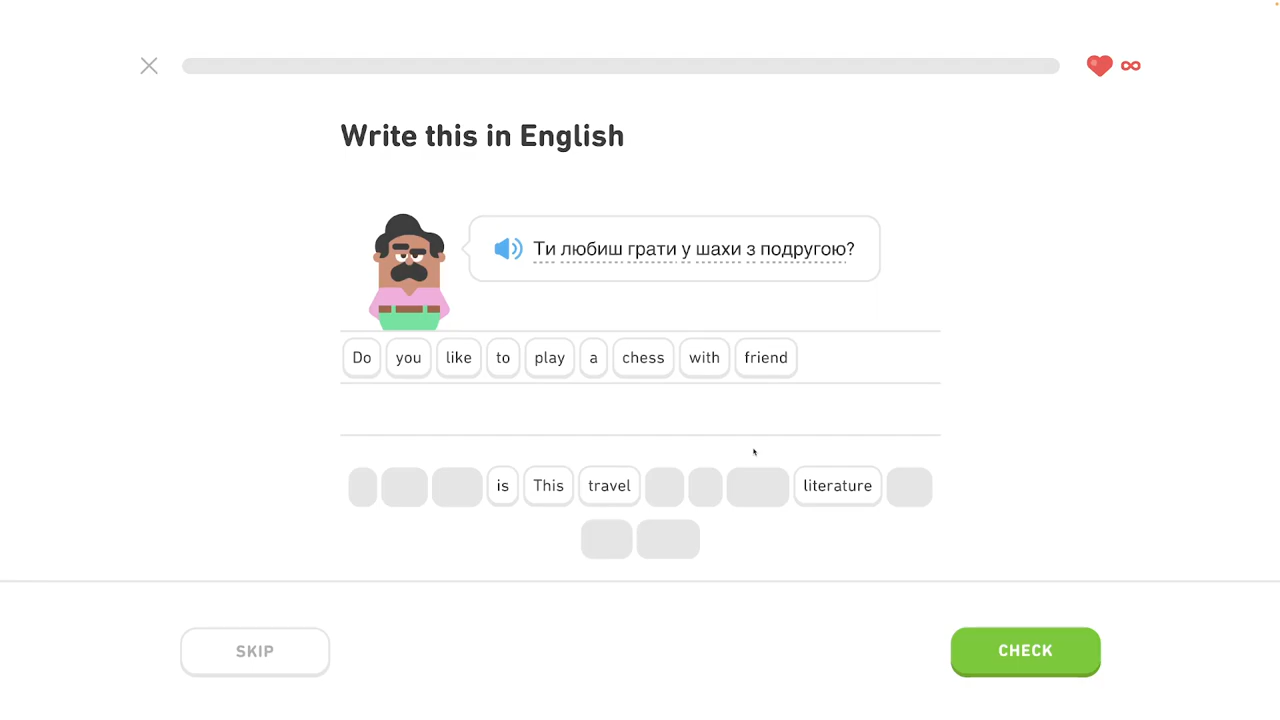 Write this in English
Ти любиш грати у шахи з подругою?
Do you like to play a chess with friend
is This travel literature
SKIP
CHECK